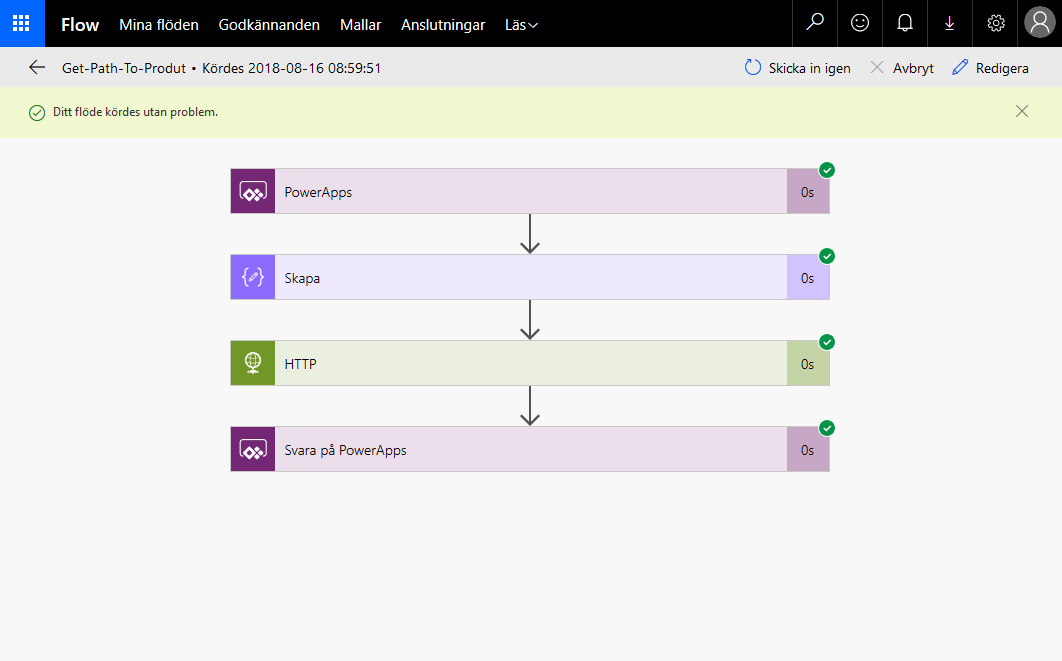 Flow Mina flöden Godkännanden Mallar Anslutningar Läs
Get-Path-To-Produt • Kördes 2018-08-16 08:59:51 Skicka in igen Avbryt Redigera
Ditt flöde kördes utan problem.
PowerApps 0s
Skapa 0s
HTTP 0s
Svara på PowerApps 0s